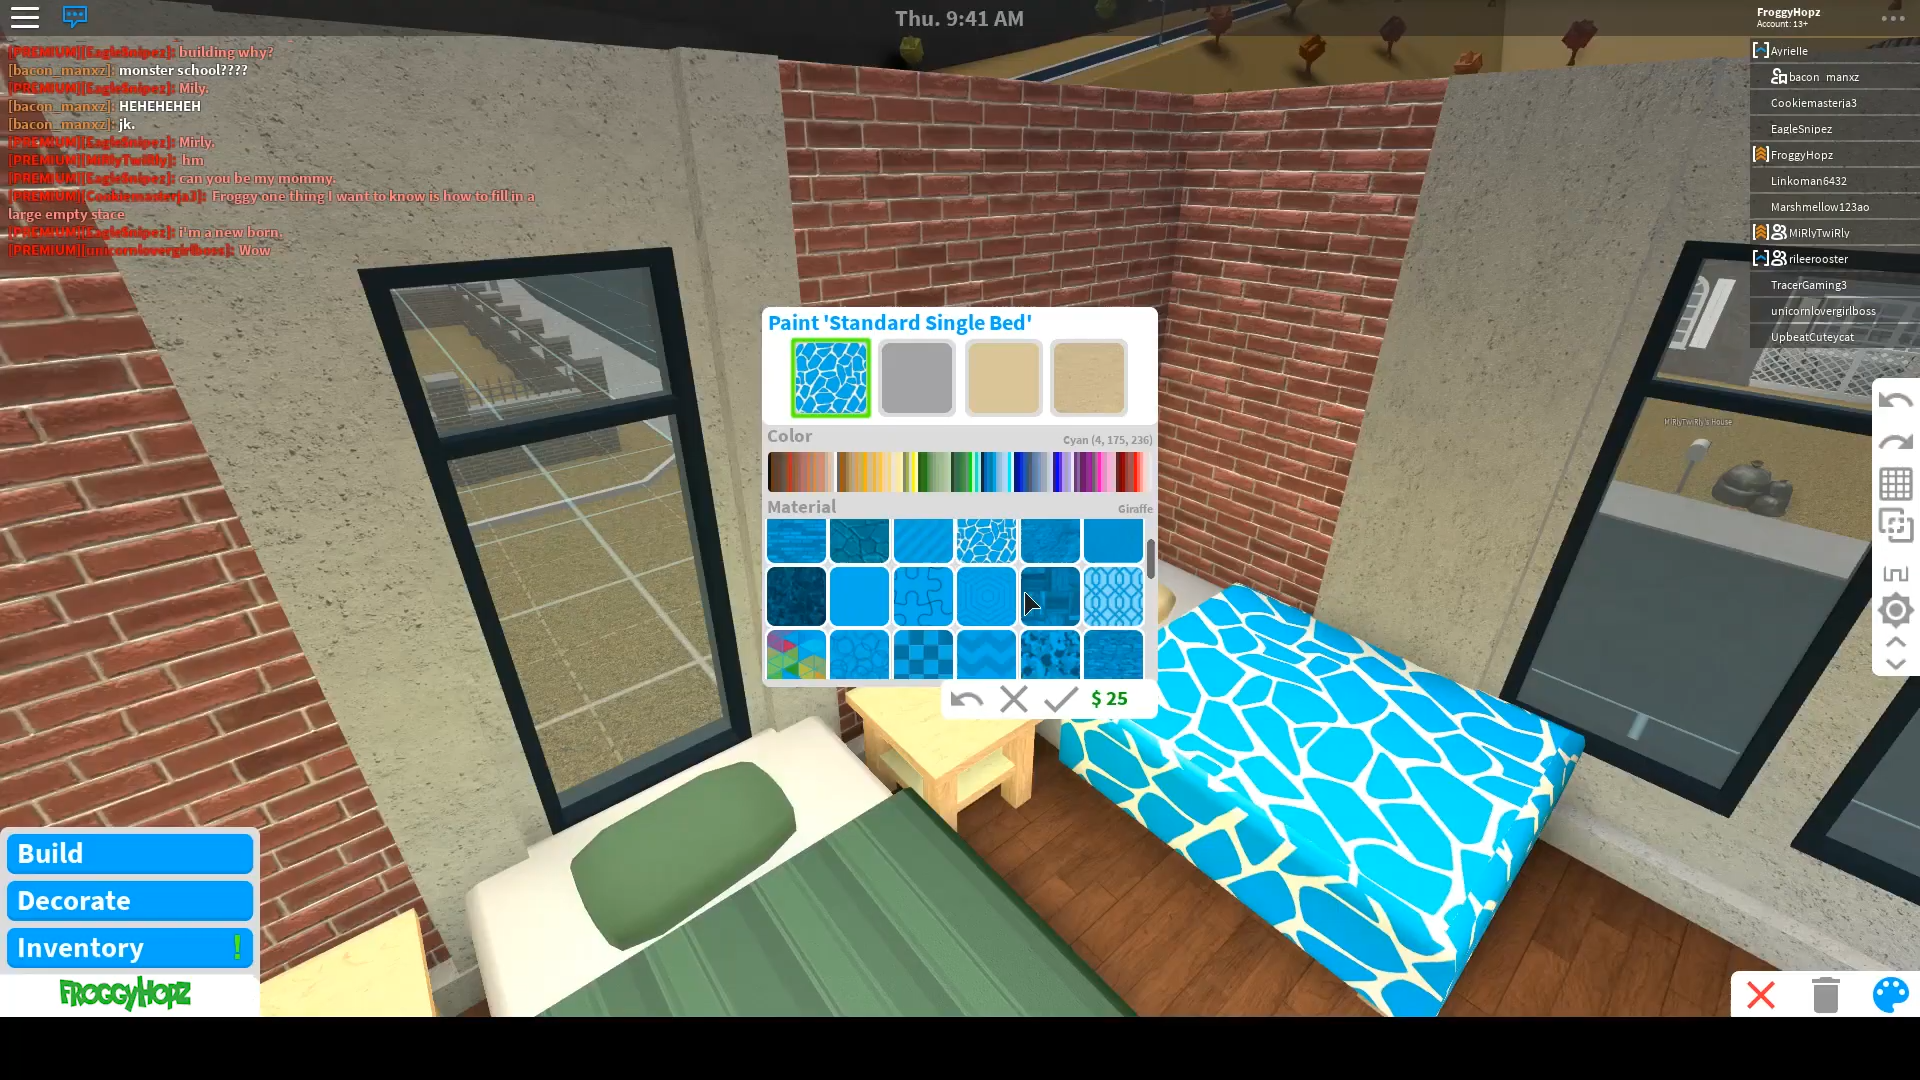 Thu. 9:41 AM
FroggyHopz
Account: 13+
[PREMIUM][EagleSnipez]: building why?
[bacon_manxz]: monster school????
[PREMIUM][EagleSnipez]: Mily.
[bacon_manxz]: HEHEHEHEH
[bacon_manxz]: jk.
[PREMIUM][EagleSnipez]: Mirly.
[PREMIUM][MiRlyTwiRly]: hm
[PREMIUM][EagleSnipez]: can you be my mommy.
[PREMIUM][Cookiemasterja3]: Froggy one thing I want to know is how to fill in a
large empty stace
[PREMIUM][EagleSnipez]: i'm a new born.
[PREMIUM][unicornlovergirlboss]: Wow
Ayrielle
bacon_manxz
Cookiemasterja3
EagleSnipez
FroggyHopz
Linkoman6432
Marshmellow123ao
MiRlyTwiRly
rileerooster
TracerGaming3
unicornlovergirlboss
UpbeatCuteycat
MiRlyTwiRly's House
Paint 'Standard Single Bed'
Color
Cyan (4, 175, 236)
Material
Giraffe
$ 25
Build
Decorate
Inventory !
FROGGYHOPZ